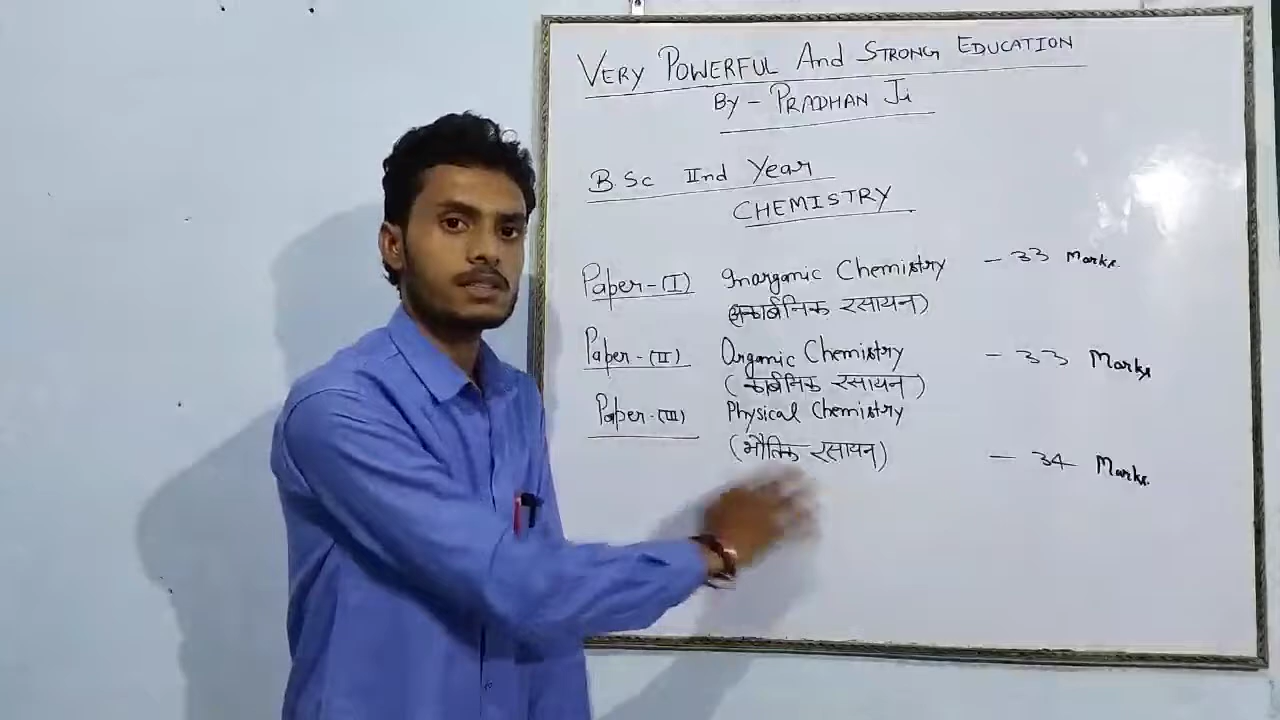 VERY POWERFUL And STRONG EDUCATION
By - PRADHAN Ji
B.Sc IInd Year
CHEMISTRY
Paper-(I) Inarganic Chemistry - 33 Marks.
(अकार्बनिक रसायन)
Paper-(II) Organic Chemistry - 33 Marks
(कार्बनिक रसायन)
Paper-(III) Physical Chemistry
(भौतिक रसायन) - 34 Marks.